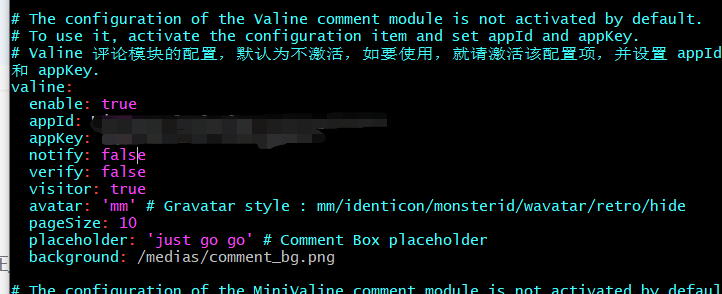 # The configuration of the Valine comment module is not activated by default.
# To use it, activate the configuration item and set appId and appKey.
# Valine 评论模块的配置，默认为不激活，如要使用，就请激活该配置项，并设置 appId
和 appKey.
valine:
enable: true
appId:
appKey:
notify: false
verify: false
visitor: true
avatar: 'mm' # Gravatar style : mm/identicon/monsterid/wavatar/retro/hide
pageSize: 10
placeholder: 'just go go' # Comment Box placeholder
background: /medias/comment_bg.png
# The configuration of the MiniValine comment module is not activated by defaul